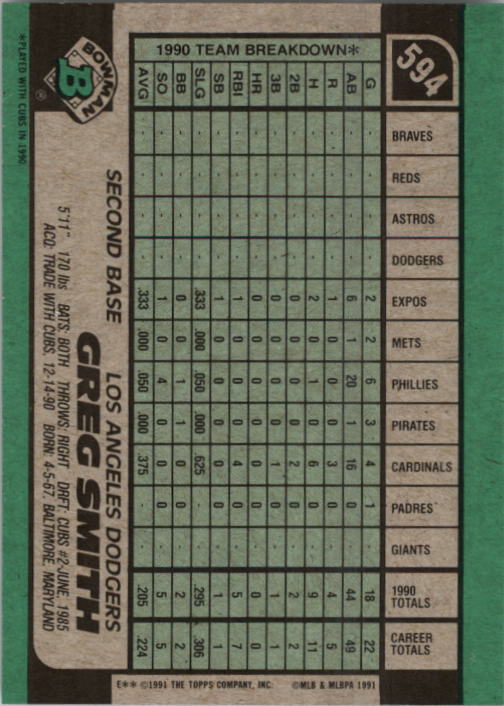 594
1990 TEAM BREAKDOWN*
G AB R H 2B 3B HR RBI SB SLG BB SO AVG
BRAVES - - - - - - - - - - - - -
REDS - - - - - - - - - - - - -
ASTROS - - - - - - - - - - - - -
DODGERS - - - - - - - - - - - - -
EXPOS 2 6 1 2 0 0 0 1 1 .333 0 1 .333
METS 2 1 0 0 0 0 0 0 0 .000 0 0 .000
PHILLIES 6 20 0 1 0 0 0 0 0 .050 1 4 .050
PIRATES 3 1 0 0 0 0 0 0 0 .000 1 0 .000
CARDINALS 4 16 3 6 2 1 0 4 0 .625 0 0 .375
PADRES 1 0 0 0 0 0 0 0 0 - 0 0 -
GIANTS - - - - - - - - - - - - -
1990 TOTALS 18 44 4 9 2 1 0 5 1 .295 2 5 .205
CAREER TOTALS 22 49 5 11 2 1 0 7 1 .306 2 5 .224
BOWMAN
B
®
SECOND BASE LOS ANGELES DODGERS
GREG SMITH
5'11" 170 lbs BATS: BOTH THROWS: RIGHT DRFT: CUBS #2-JUNE, 1985
ACQ: TRADE WITH CUBS, 12-14-90 BORN: 4-5-67, BALTIMORE, MARYLAND
*PLAYED WITH CUBS IN 1990
E** ©1991 THE TOPPS COMPANY, INC. ©MLB & MLBPA 1991